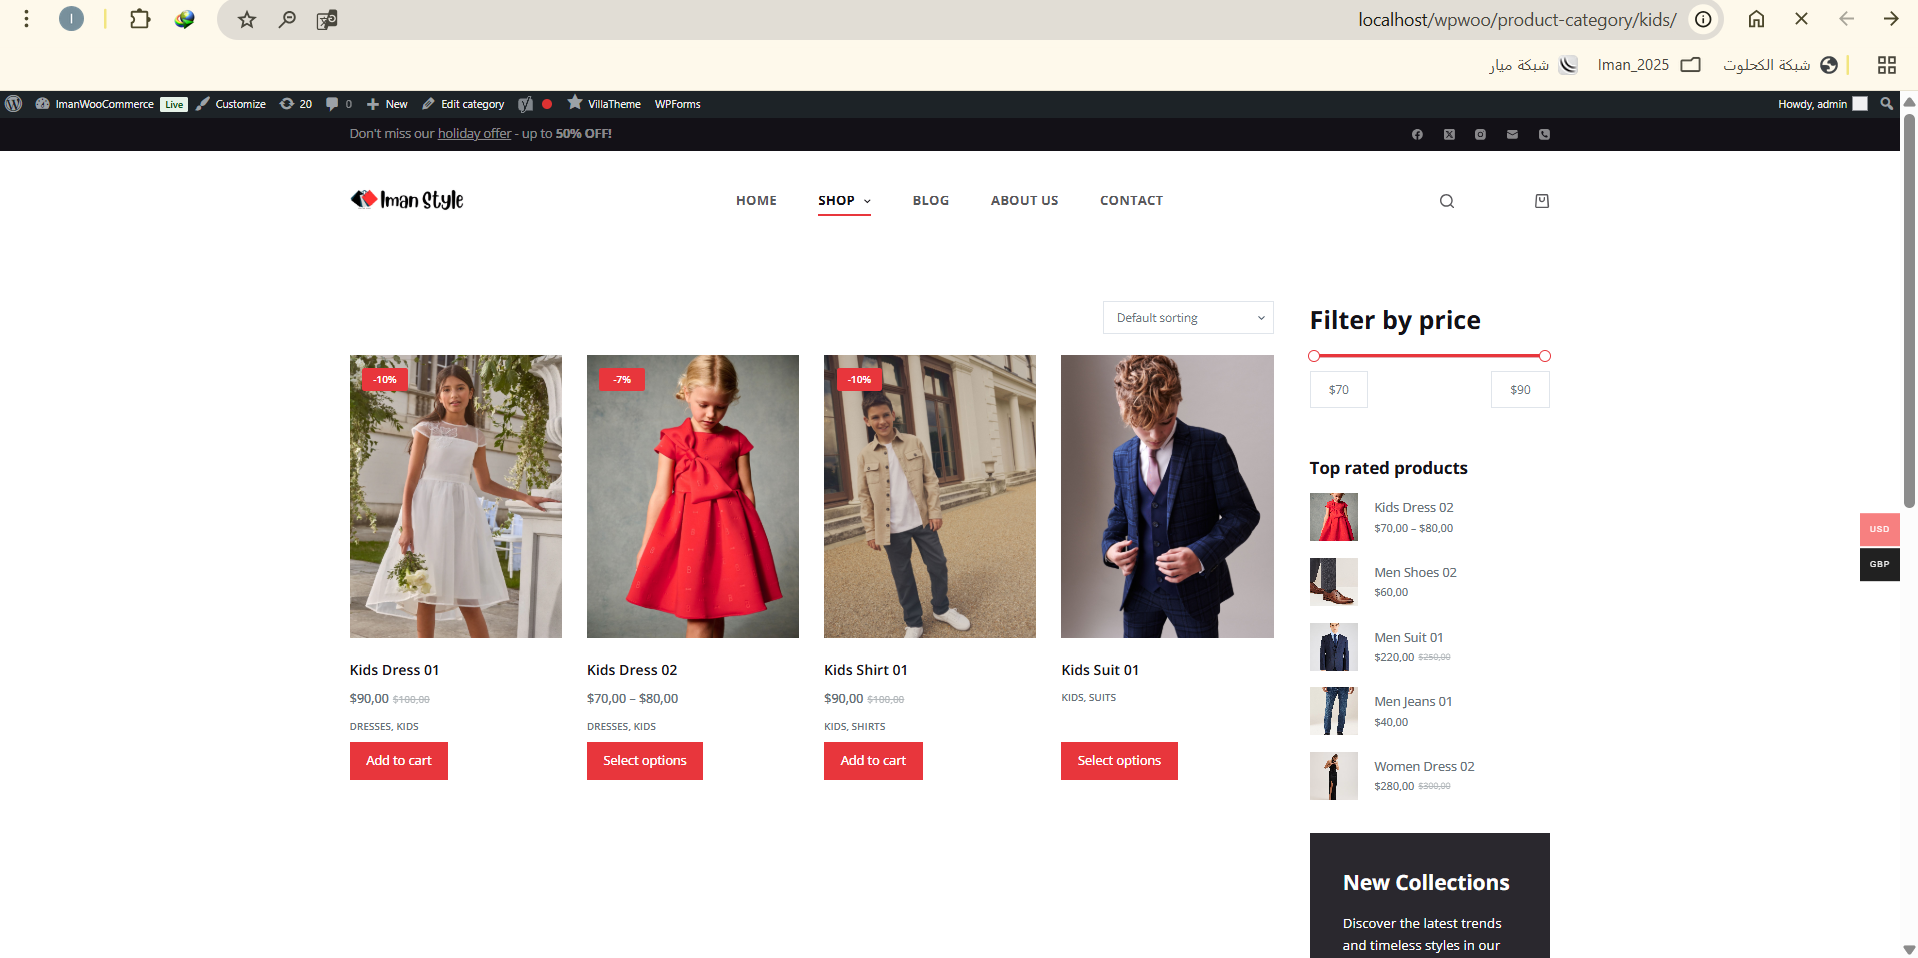 localhost/wpwoo/product-category/kids/
شبكة ميار
Iman_2025
شبكة الكحلوت
ImanWooCommerce Live Customize 20 0 New Edit category VillaTheme WPForms Howdy, admin
Don't miss our holiday offer - up to 50% OFF!
Iman Style
HOME SHOP BLOG ABOUT US CONTACT
Default sorting
-10%
Kids Dress 01
$90,00 $100,00
DRESSES, KIDS
Add to cart
-7%
Kids Dress 02
$70,00 – $80,00
DRESSES, KIDS
Select options
-10%
Kids Shirt 01
$90,00 $100,00
KIDS, SHIRTS
Add to cart
Kids Suit 01
KIDS, SUITS
Select options
Filter by price
$70 $90
Top rated products
Kids Dress 02
$70,00 – $80,00
Men Shoes 02
$60,00
Men Suit 01
$220,00 $250,00
Men Jeans 01
$40,00
Women Dress 02
$280,00 $300,00
New Collections
Discover the latest trends
and timeless styles in our
USD
GBP